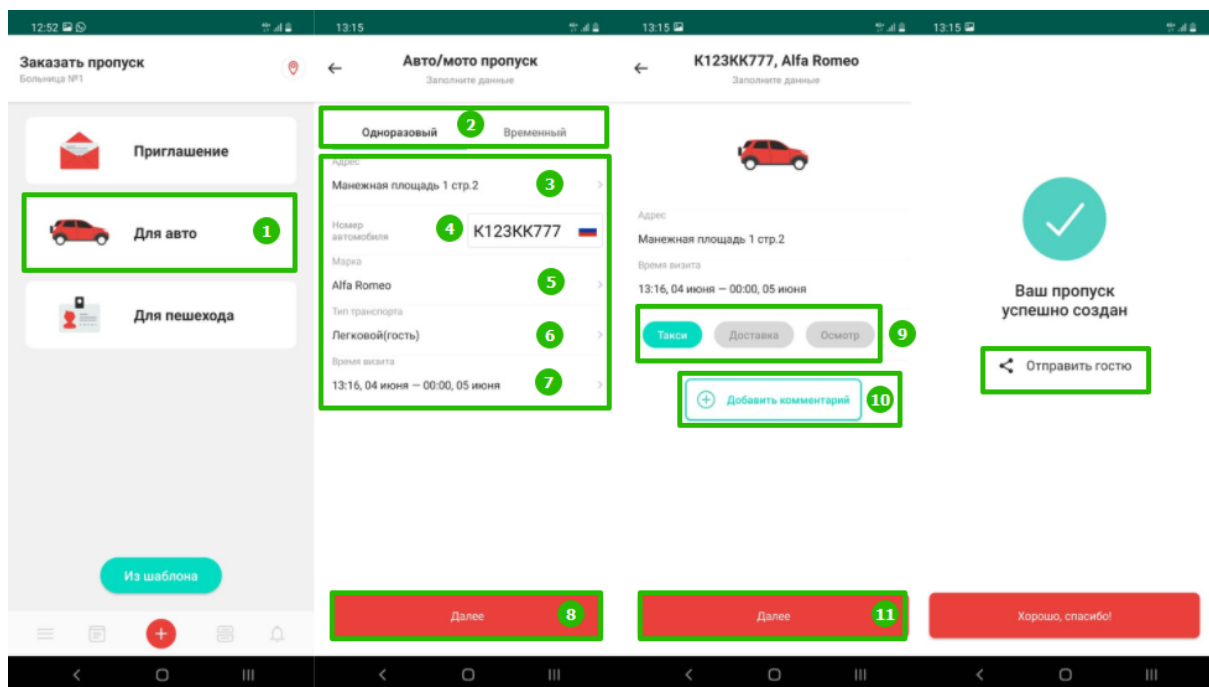 12:52
Заказать пропуск
Больница №1
Приглашение
Для авто
1
Для пешехода
Из шаблона
13:15
Авто/мото пропуск
Заполните данные
Одноразовый
2
Временный
Адрес
Манежная площадь 1 стр.2
3
Номер
автомобиля
4
К123КК777
Марка
Alfa Romeo
5
Тип транспорта
Легковой(гость)
6
Время визита
13:16, 04 июня — 00:00, 05 июня
7
Далее
8
13:15
К123КК777, Alfa Romeo
Заполните данные
Адрес
Манежная площадь 1 стр.2
Время визита
13:16, 04 июня — 00:00, 05 июня
Такси
Доставка
Осмотр
9
Добавить комментарий
10
Далее
11
13:15
Ваш пропуск
успешно создан
Отправить гостю
Хорошо, спасибо!